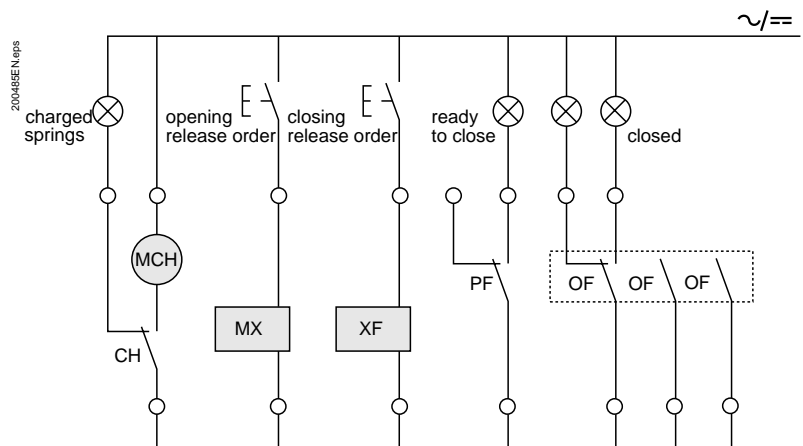 ∼/⎓
200485EN.eps
charged
springs
opening
release order
closing
release order
ready
to close
closed
MCH
PF
OF
OF
OF
MX
XF
CH